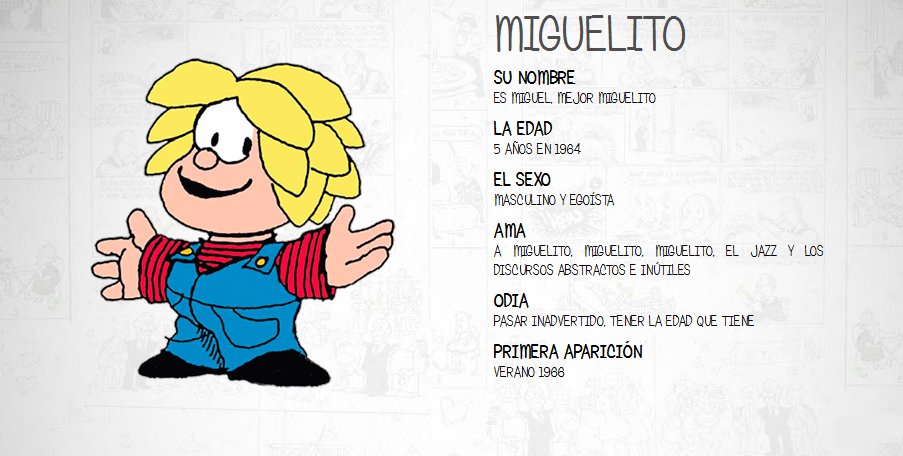 MIGUELITO
SU NOMBRE
ES MIGUEL, MEJOR MIGUELITO
LA EDAD
5 AÑOS EN 1964
EL SEXO
MASCULINO Y EGOÍSTA
AMA
A MIGUELITO, MIGUELITO, MIGUELITO, EL JAZZ Y LOS
DISCURSOS ABSTRACTOS E INÚTILES
ODIA
PASAR INADVERTIDO, TENER LA EDAD QUE TIENE
PRIMERA APARICIÓN
VERANO 1966